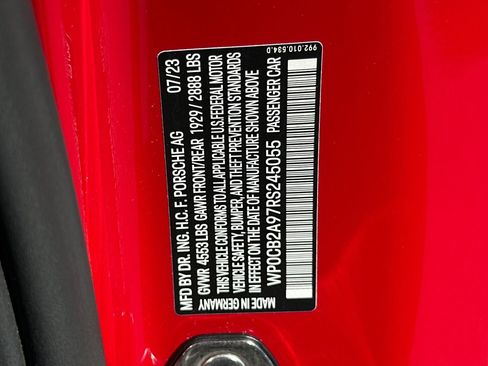 MFD BY DR. ING. H.C. F. PORSCHE AG 07/23
GVWR 4553 LBS GAWR FRONT/REAR 1929 / 2888 LBS
THIS VEHICLE CONFORMS TO ALL APPLICABLE U.S. FEDERAL MOTOR
VEHICLE SAFETY, BUMPER, AND THEFT PREVENTION STANDARDS
IN EFFECT ON THE DATE OF MANUFACTURE SHOWN ABOVE.
WP0CB2A97RS245055 PASSENGER CAR
MADE IN GERMANY
992.010.534.D